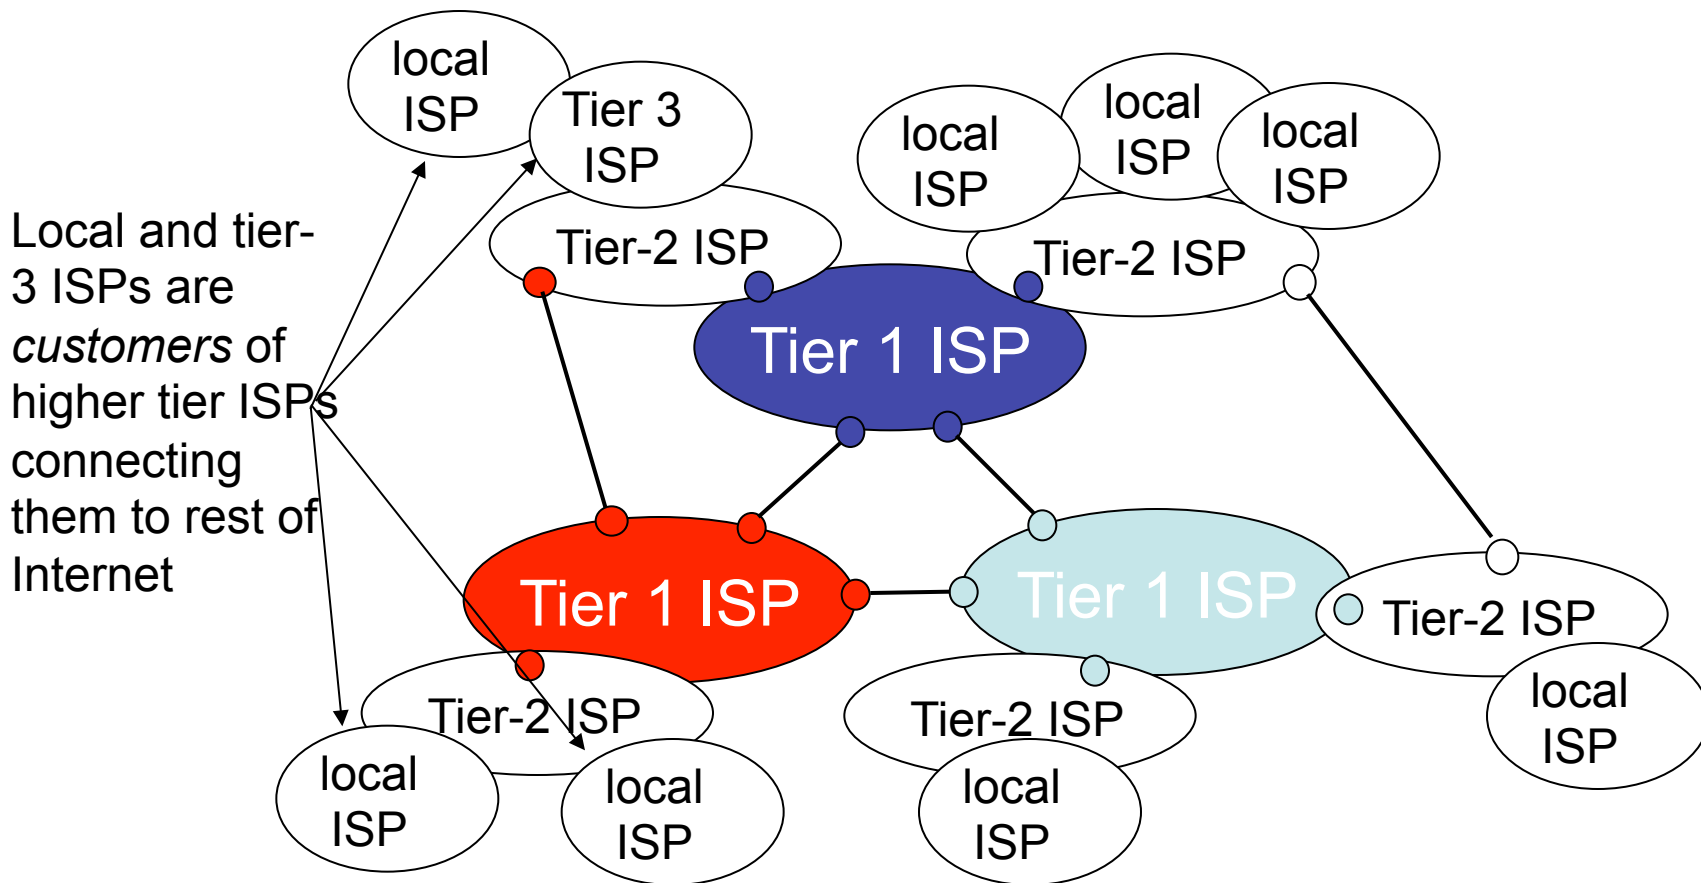 local
ISP
Tier 3
ISP
local
ISP
local
ISP
local
ISP
Local and tier-
3 ISPs are
customers of
higher tier ISPs
connecting
them to rest of
Internet
Tier-2 ISP
Tier-2 ISP
Tier 1 ISP
Tier 1 ISP
Tier 1 ISP
Tier-2 ISP
Tier-2 ISP
Tier-2 ISP
local
ISP
local
ISP
local
ISP
local
ISP